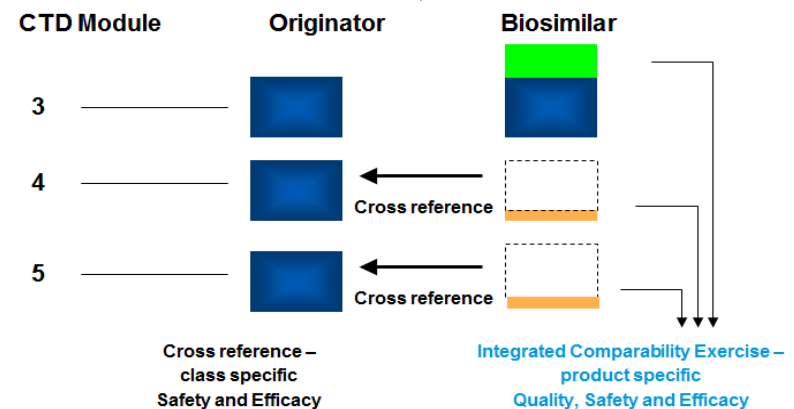 CTD Module Originator Biosimilar
3
4
Cross reference
5
Cross reference
Cross reference –
class specific
Safety and Efficacy
Integrated Comparability Exercise –
product specific
Quality, Safety and Efficacy